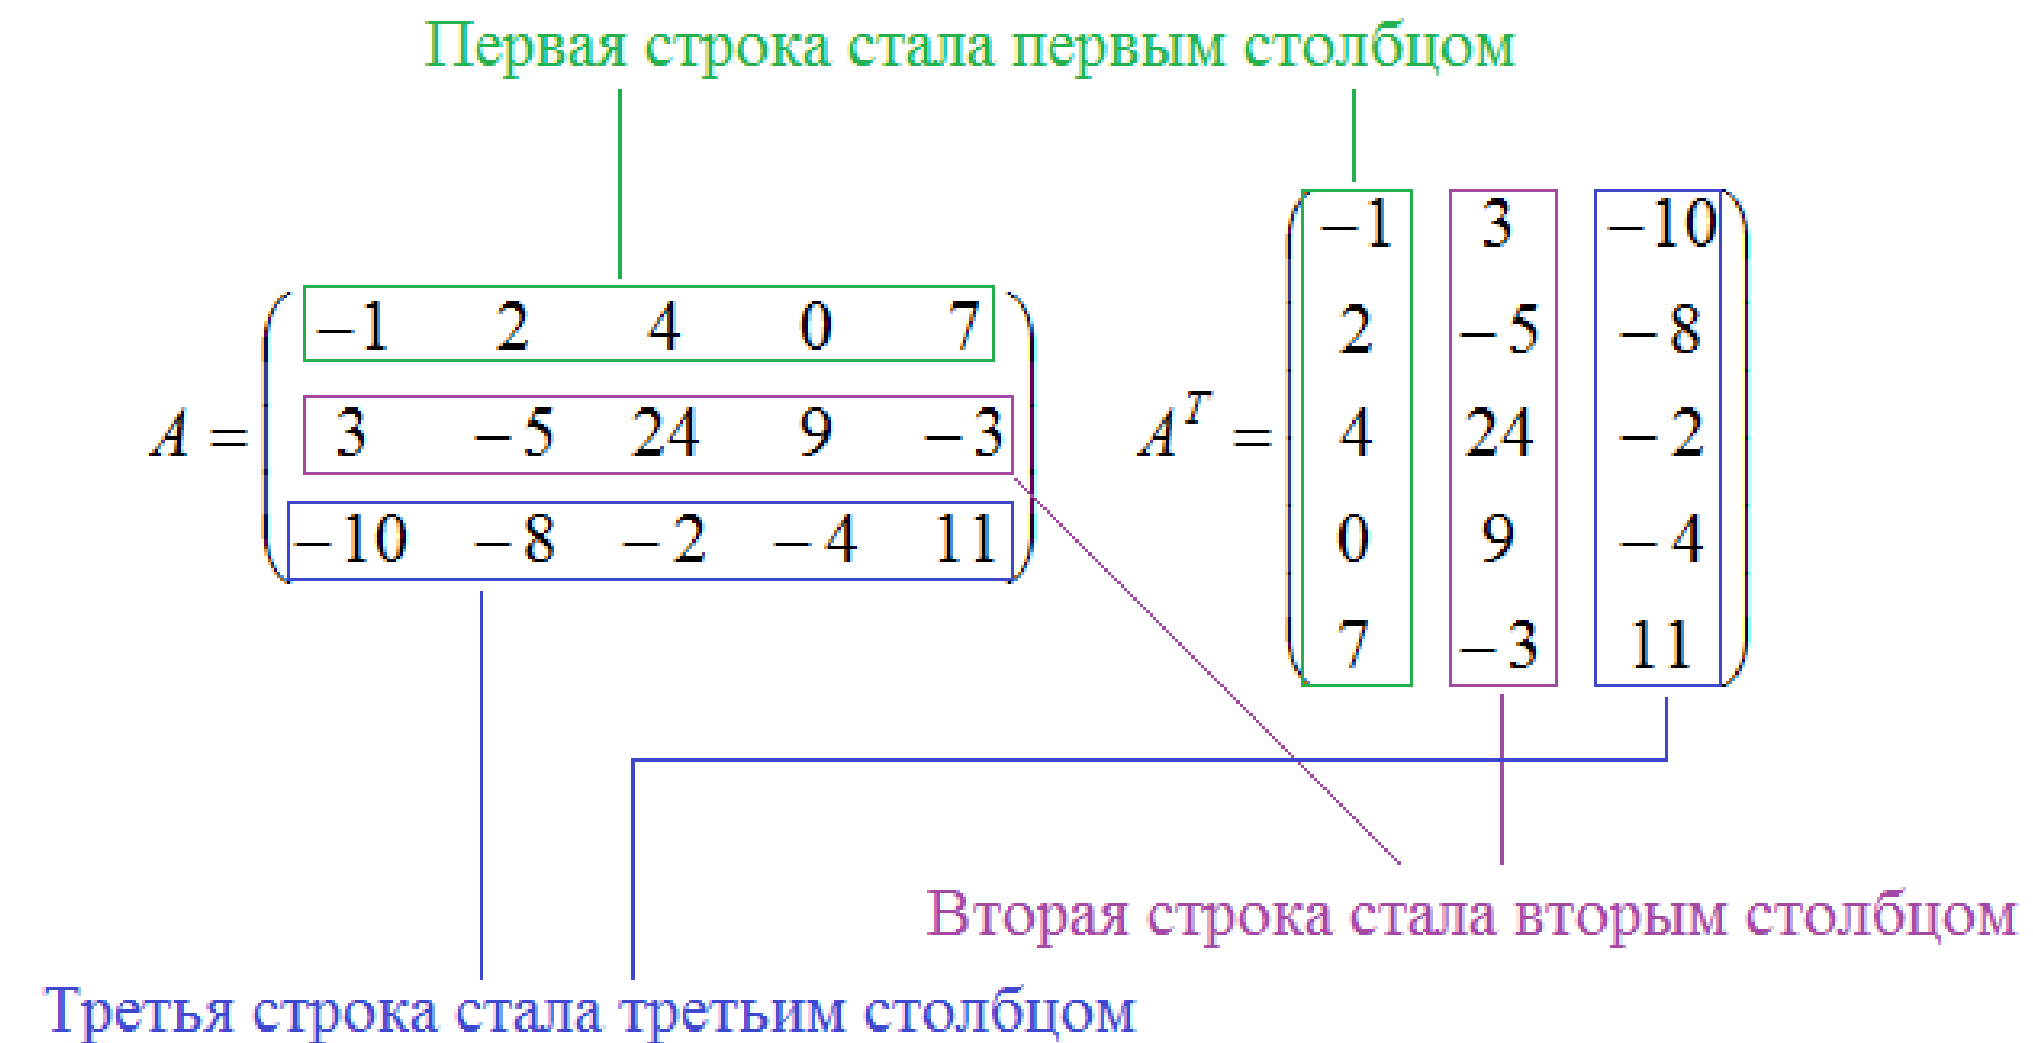 Первая строка стала первым столбцом
A = ( −1 2 4 0 7
3 −5 24 9 −3
−10 −8 −2 −4 11 )
A^T = ( −1 3 −10
2 −5 −8
4 24 −2
0 9 −4
7 −3 11 )
Вторая строка стала вторым столбцом
Третья строка стала третьим столбцом